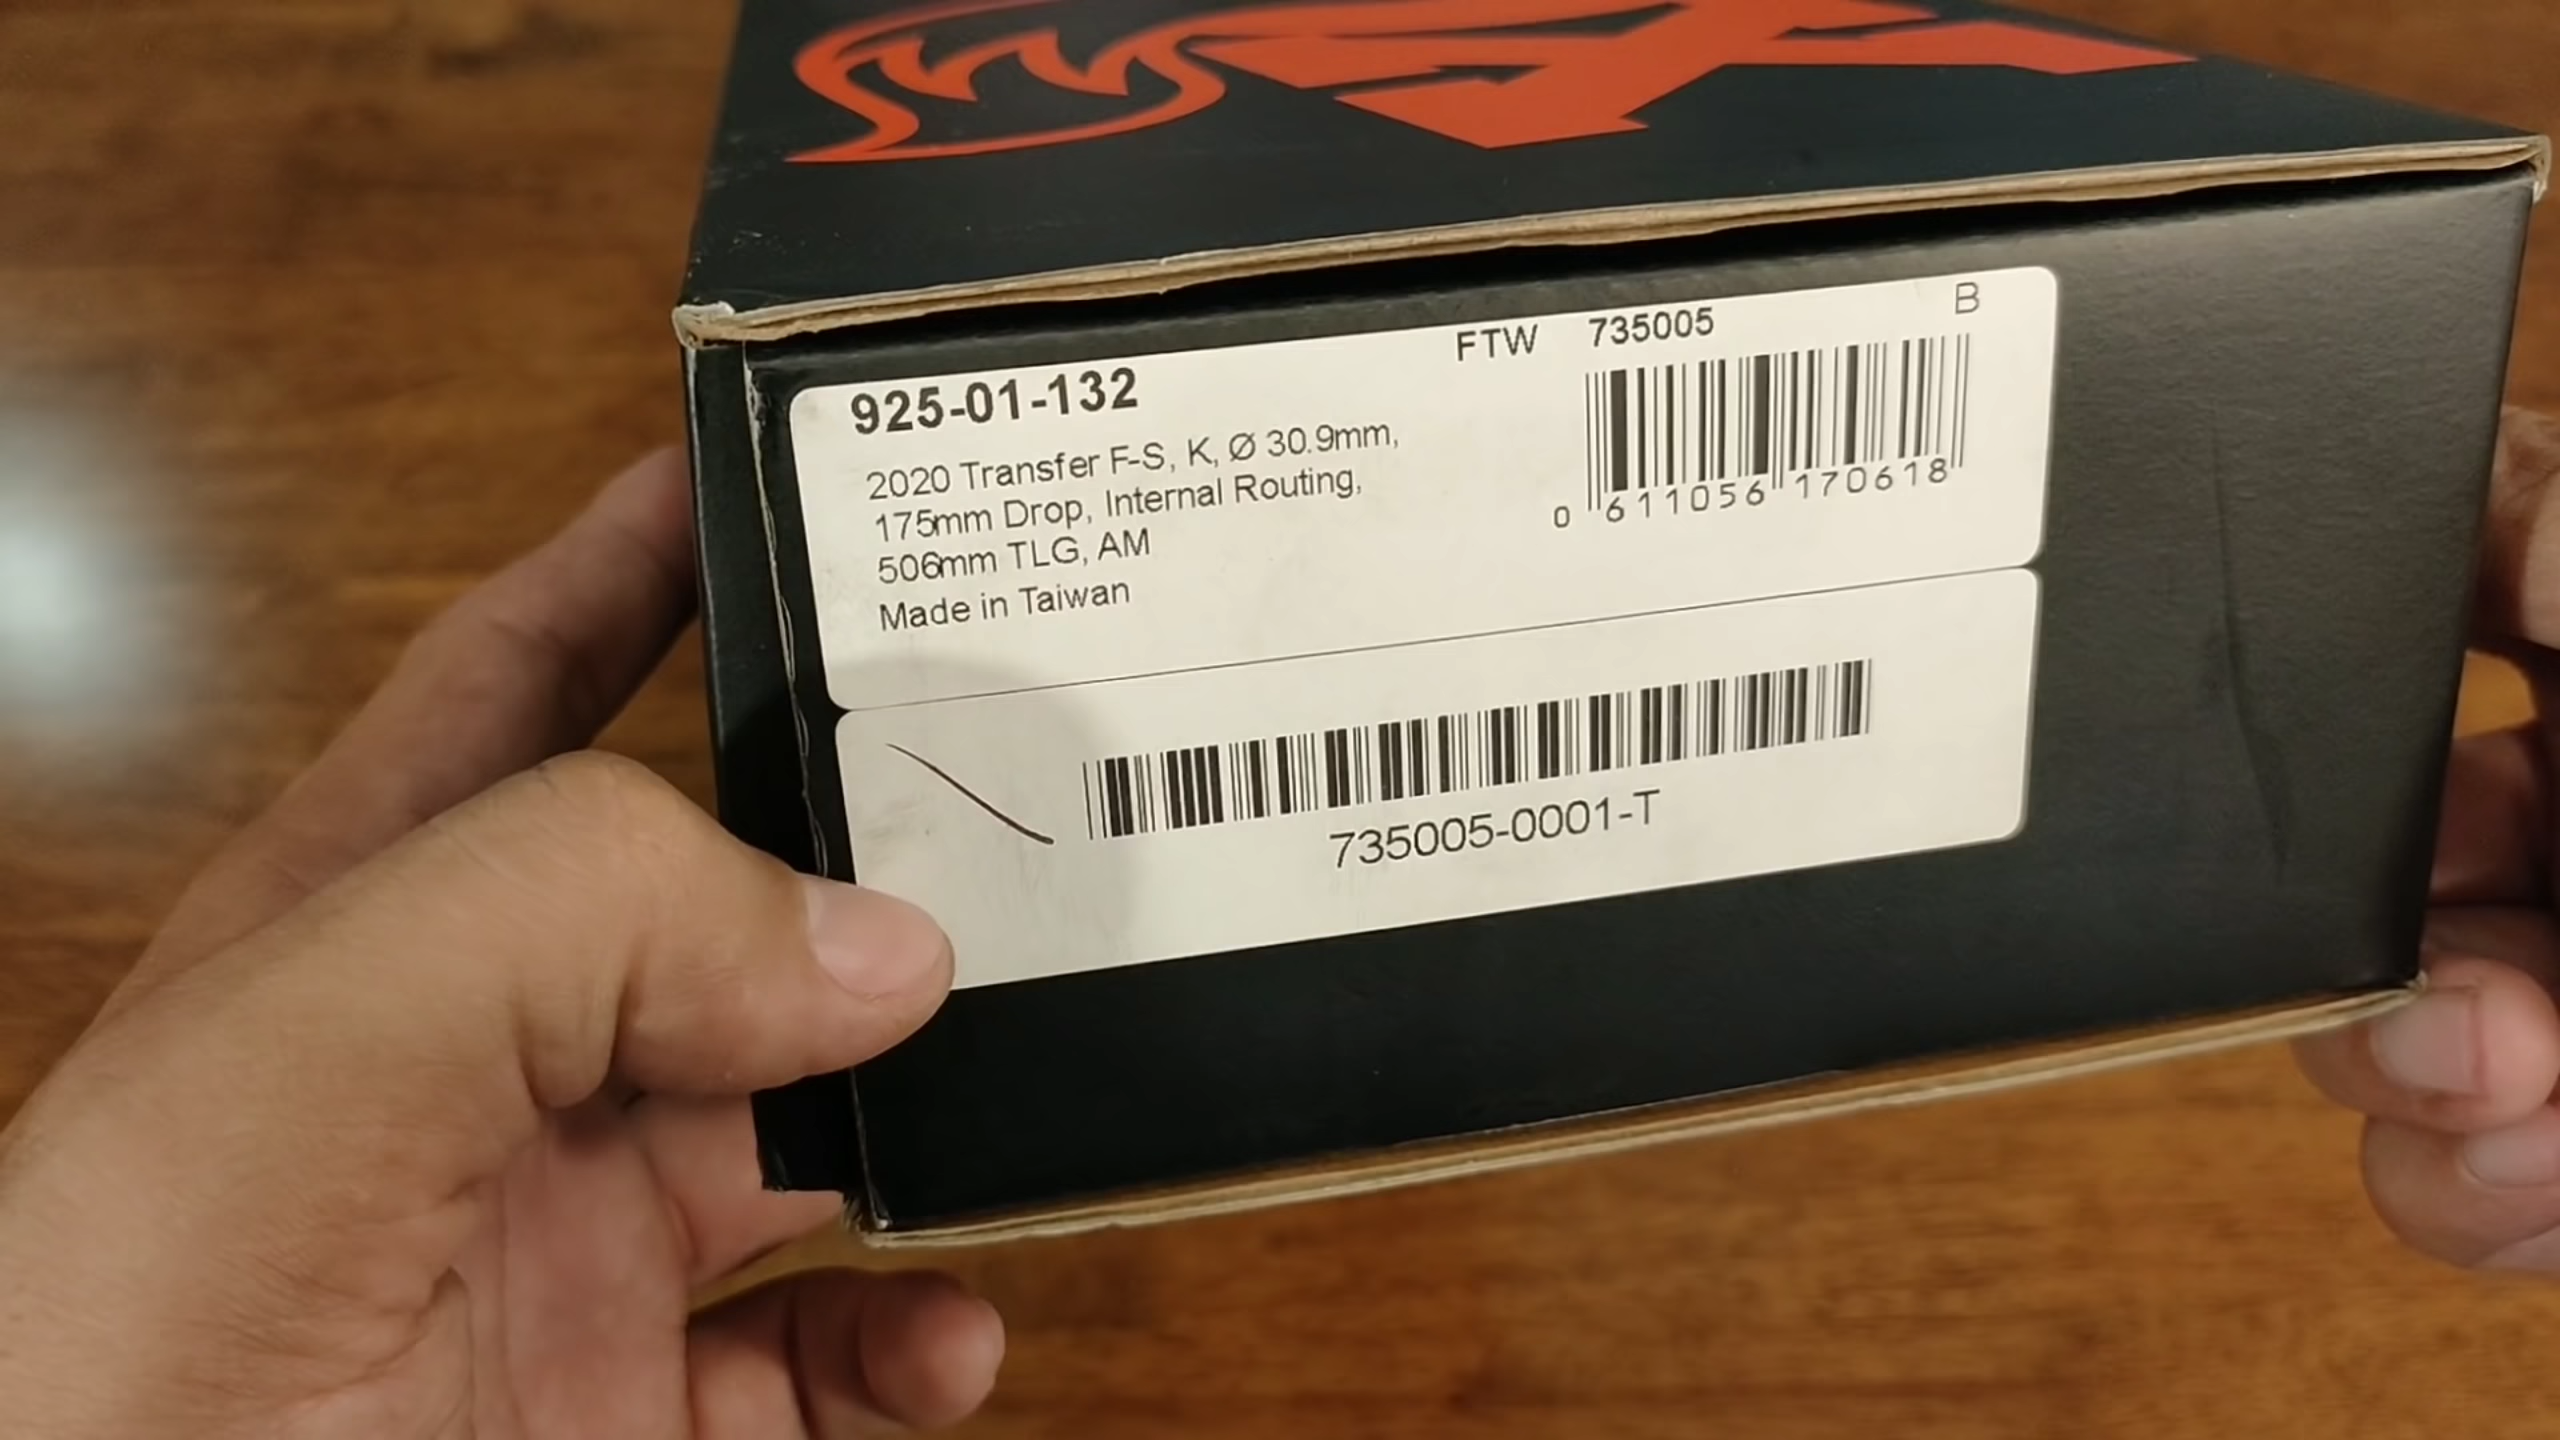 FTW 735005 B
925-01-132
2020 Transfer F-S, K, Ø 30.9mm,
175mm Drop, Internal Routing,
506mm TLG, AM
Made in Taiwan
0 611056 170618
735005-0001-T